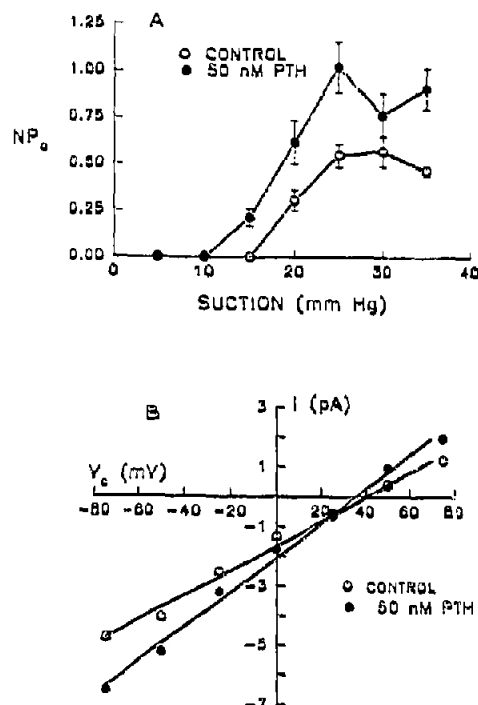 A
○ CONTROL
● 50 nM PTH
NPo
1.25
1.00
0.75
0.50
0.25
0.00
0 10 20 30 40
SUCTION (mm Hg)
B
I (pA)
Vc (mV)
3
1
-80 -60 -40 -20 20 40 60 80
-1
-3
-5
-7
○ CONTROL
● 50 nM PTH